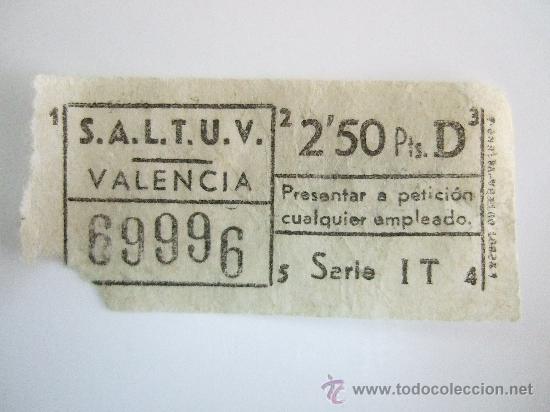 1
S.A.L.T.U.V.
VALENCIA
69996
2
2'50 Pts. D
3
Presentar a petición
cualquier empleado.
5 Serie IT 4
www.todocoleccion.net